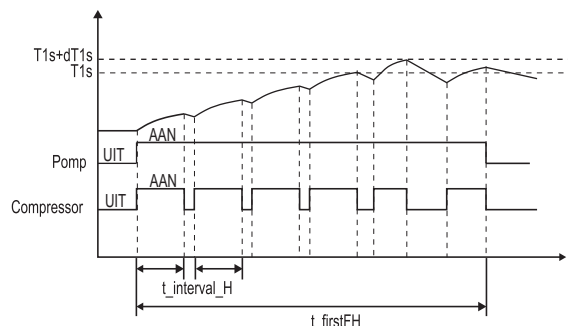 T1s+dT1s
T1s
AAN
UIT
Pomp
AAN
UIT
Compressor
t_interval_H
t_firstFH